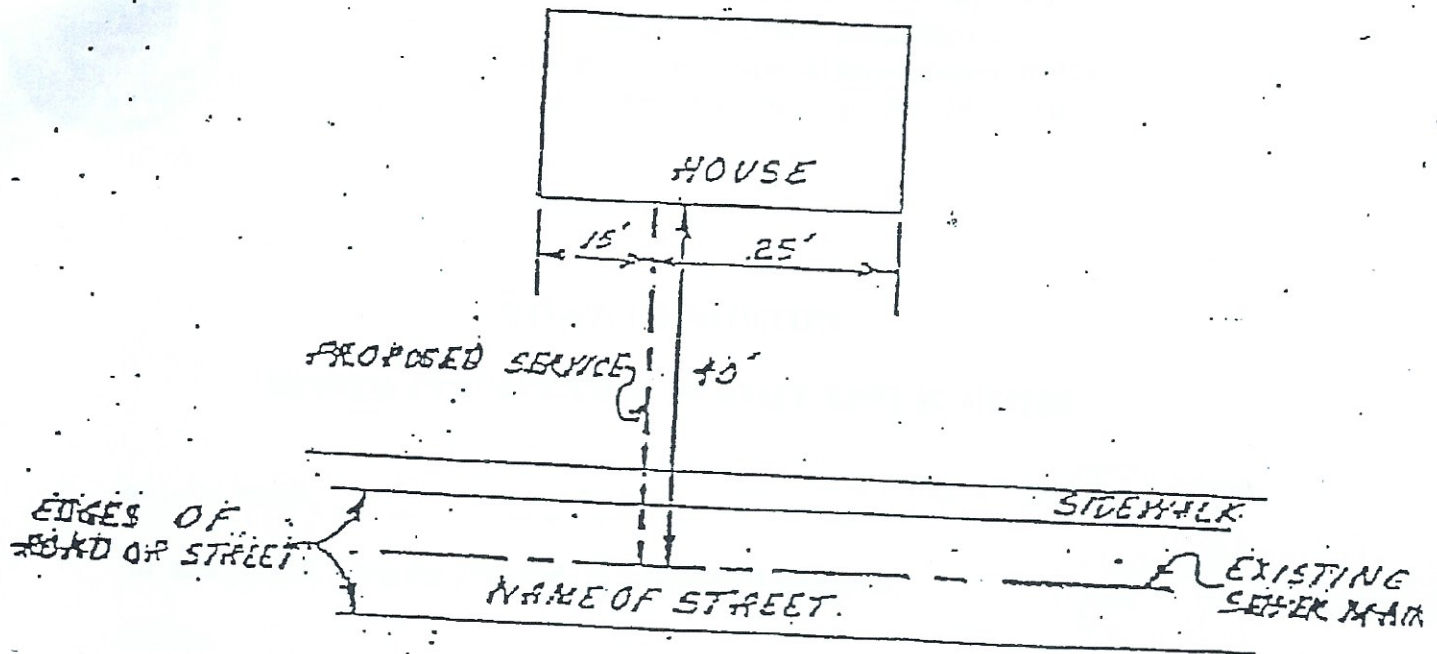 HOUSE
15'
25'
PROPOSED SERVICE
40'
SIDEWALK
EDGES OF
ROAD OR STREET
NAME OF STREET.
EXISTING
SEWER MAIN